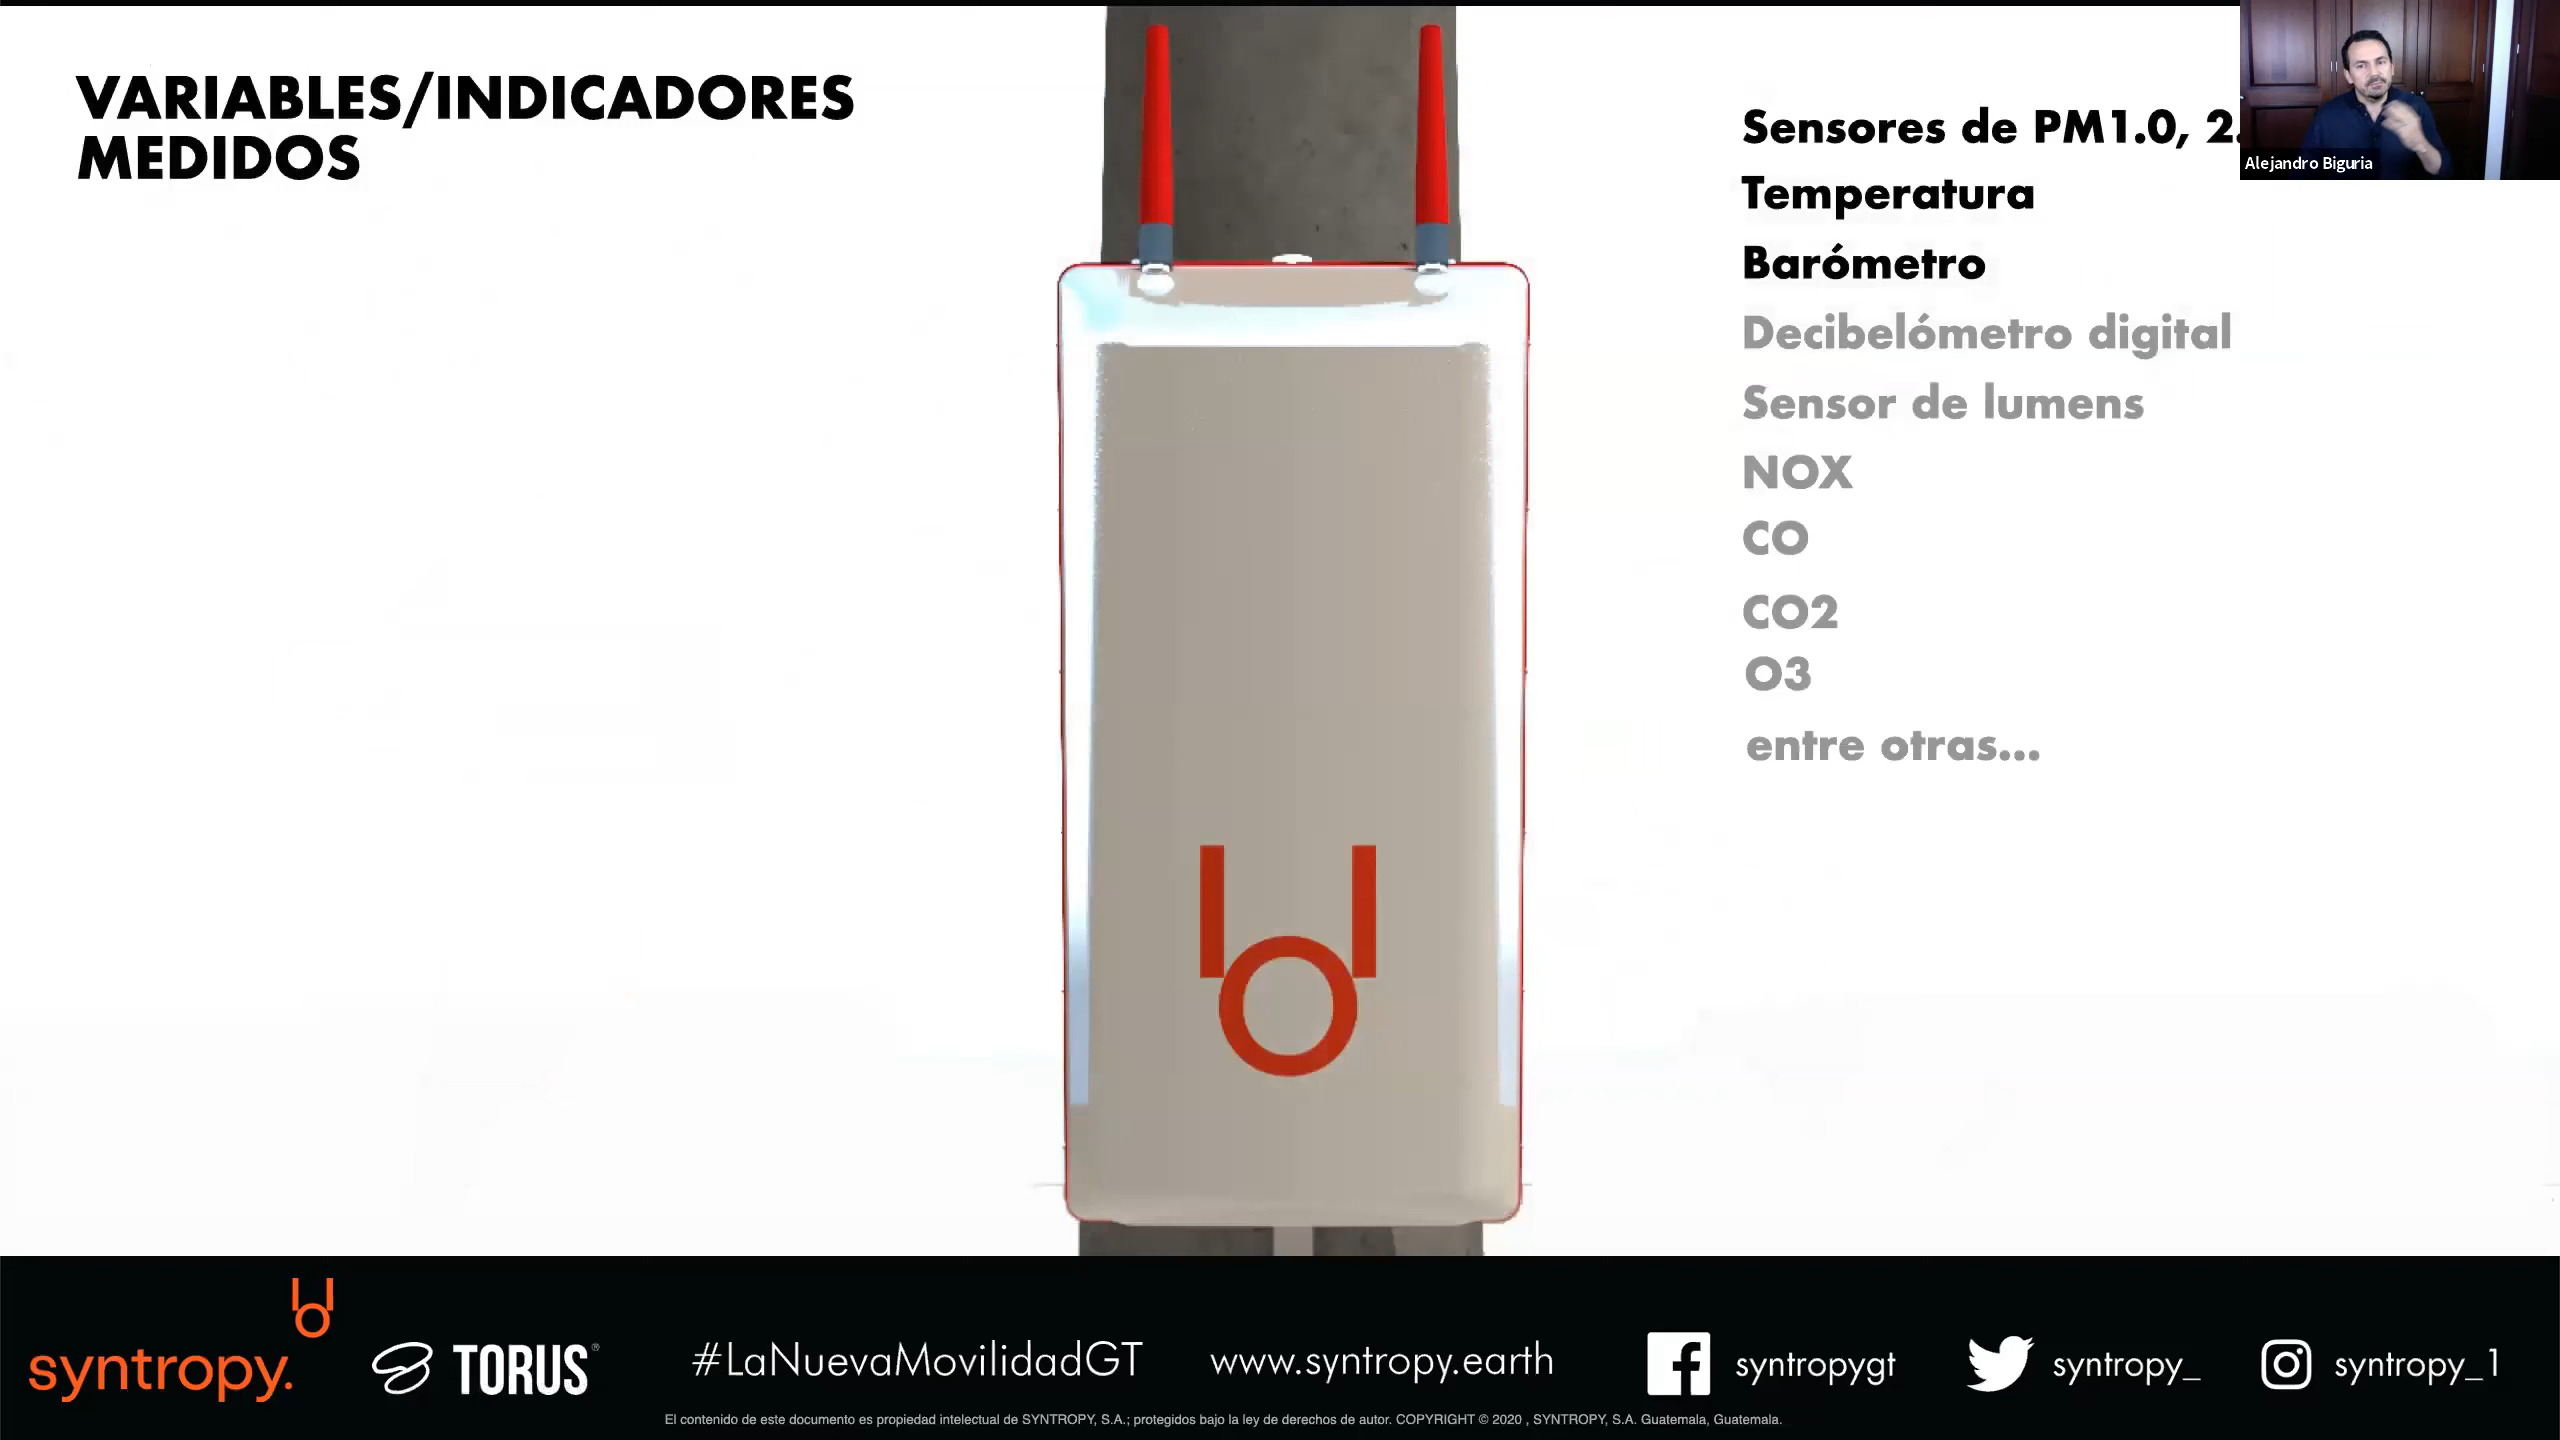 VARIABLES/INDICADORES
MEDIDOS
Sensores de PM1.0, 2.
Temperatura
Barómetro
Decibelómetro digital
Sensor de lumens
NOX
CO
CO2
O3
entre otras...
Alejandro Biguria
syntropy.
TORUS®
#LaNuevaMovilidadGT
www.syntropy.earth
syntropygt
syntropy_
syntropy_1
El contenido de este documento es propiedad intelectual de SYNTROPY, S.A.; protegidos bajo la ley de derechos de autor. COPYRIGHT © 2020 , SYNTROPY, S.A. Guatemala, Guatemala.